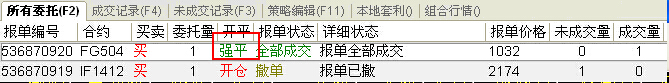 所有委托(F2) 成交记录(F4) 未成交记录(F3) 策略编辑(F11) 本地套利() 组合行情()
报单编号 合约 买卖 委托量 开平 报单状态 详细状态 报单价格 未成交量 成交量
536870920 FG504 买 1 强平 全部成交 报单全部成交 1032 0 1
536870919 IF1412 买 1 开仓 撤单 报单已撤 2174 1 0